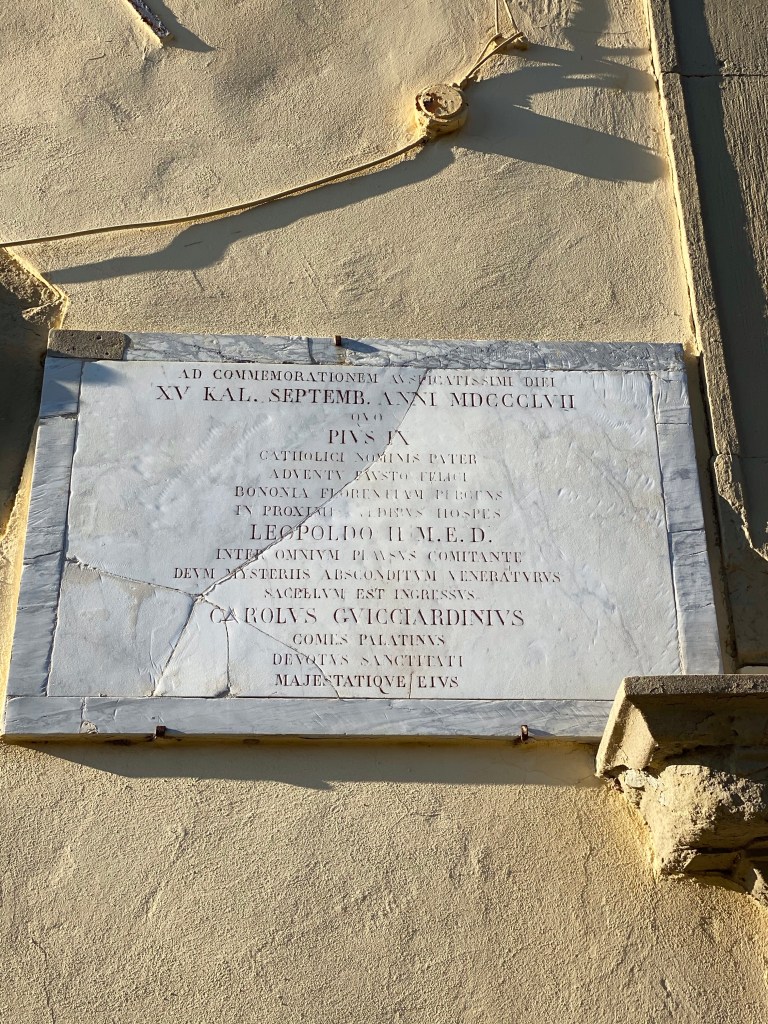 AD COMMEMORATIONEM AVSPICATISSIMI DIEI
XV KAL. SEPTEMB. ANNI MDCCCLVII
QVO
PIVS IX
CATHOLICI NOMINIS PATER
ADVENTV FAVSTO FELICI
BONONIA FLORENTIAM PERGENS
IN PROXIMIS AEDIBVS HOSPES
LEOPOLDO II M.E.D.
INTER OMNIVM PLAVSVS COMITANTE
DEVM MYSTERIIS ABSCONDITVM VENERATVRVS
SACELLVM EST INGRESSVS
CAROLVS GVICCIARDINIVS
COMES PALATINVS
DEVOTVS SANCTITATI
MAJESTATIQVE EIVS